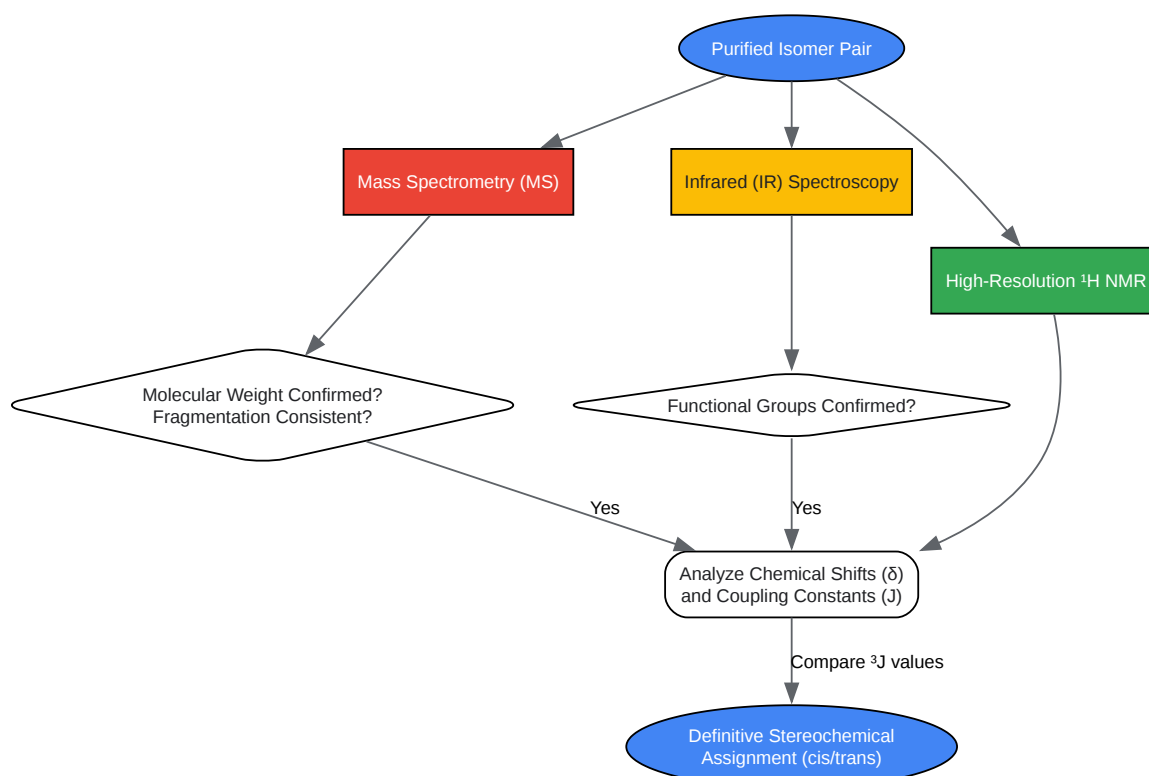 Purified Isomer Pair
Mass Spectrometry (MS)
Infrared (IR) Spectroscopy
High-Resolution ¹H NMR
Molecular Weight Confirmed?
Fragmentation Consistent?
Functional Groups Confirmed?
Yes
Yes
Analyze Chemical Shifts (δ)
and Coupling Constants (J)
Compare ³J values
Definitive Stereochemical
Assignment (cis/trans)